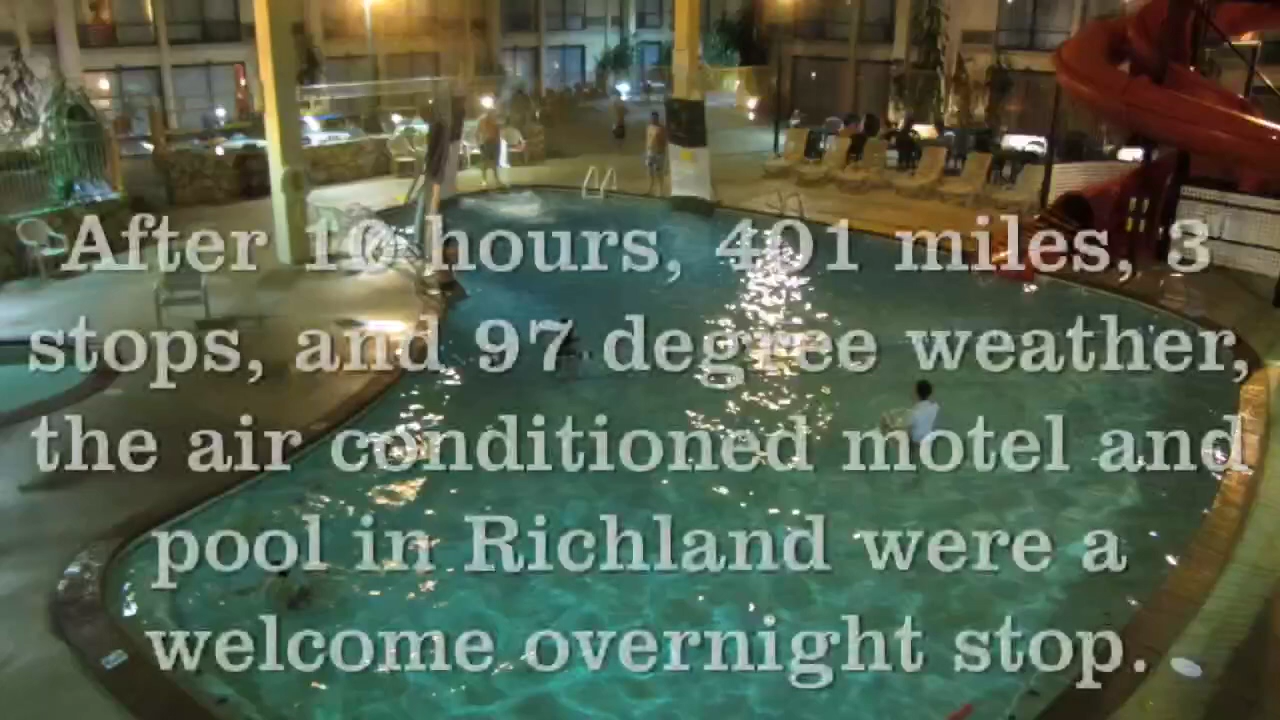 After 10 hours, 401 miles, 3
stops, and 97 degree weather,
the air conditioned motel and
pool in Richland were a
welcome overnight stop.